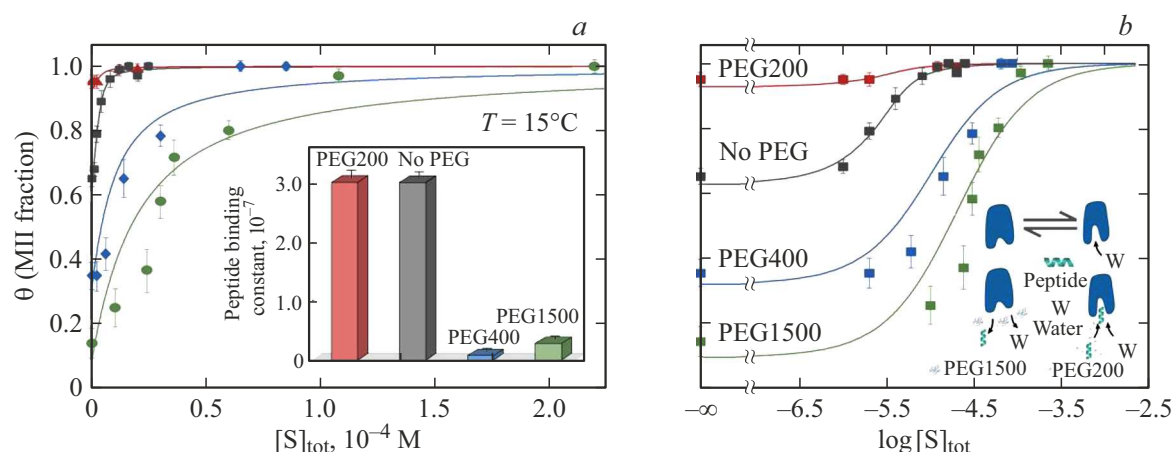 a
1.0
0.8
0.6
0.4
0.2
0
θ (MII fraction)
T = 15°C
PEG200
No PEG
3.0
1.0
0
Peptide binding
constant, 10⁻⁷
PEG400
PEG1500
0
0.5
1.0
1.5
2.0
[S]tot, 10⁻⁴ M
b
PEG200
No PEG
PEG400
PEG1500
W
Peptide
W
Water
W
W
PEG1500
PEG200
−∞
−6.5
−5.5
−4.5
−3.5
−2.5
log[S]tot